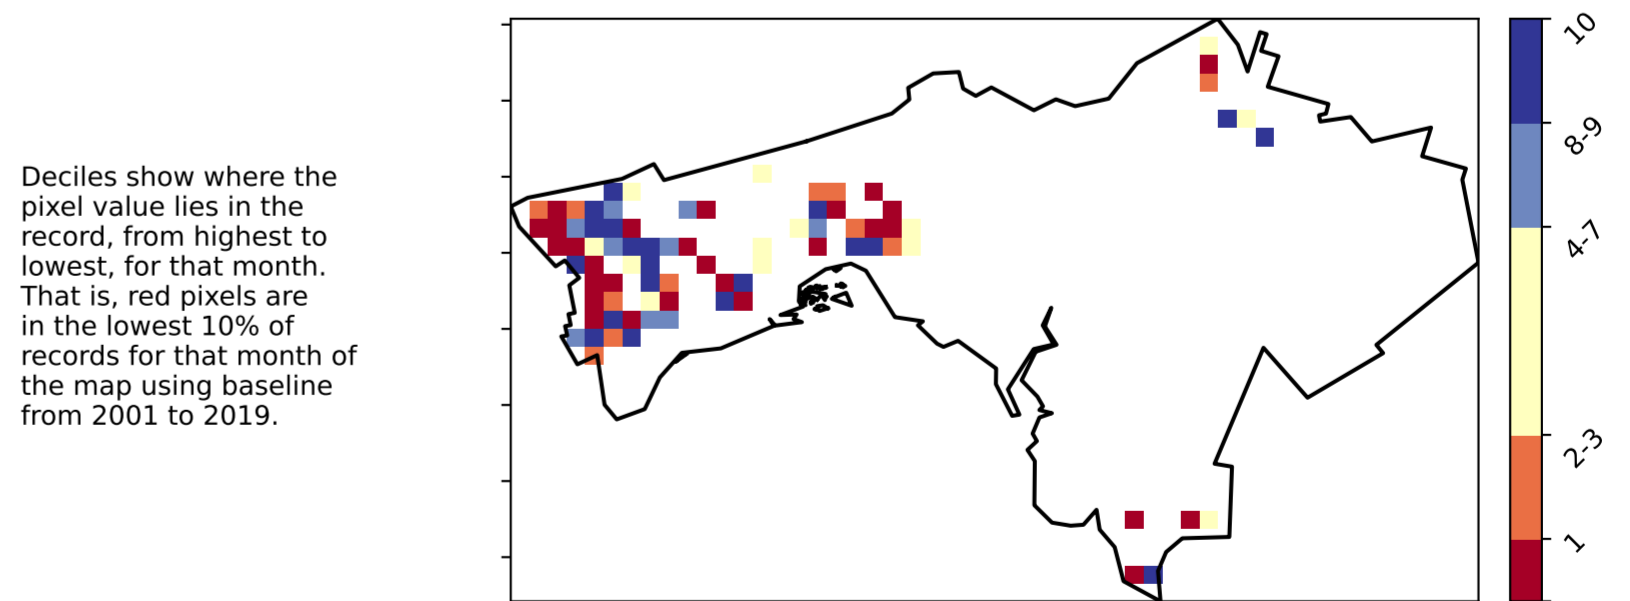 Deciles show where the
pixel value lies in the
record, from highest to
lowest, for that month.
That is, red pixels are
in the lowest 10% of
records for that month of
the map using baseline
from 2001 to 2019.
10
8-9
4-7
2-3
1